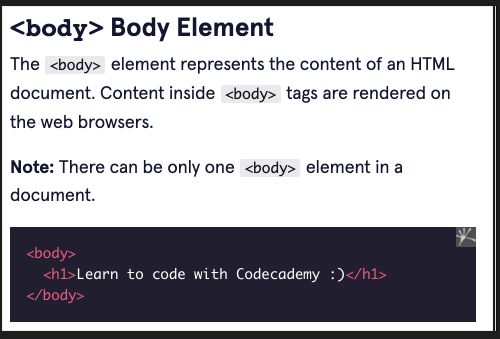 <body> Body Element
The <body> element represents the content of an HTML
document. Content inside <body> tags are rendered on
the web browsers.
Note: There can be only one <body> element in a
document.
<body>
<h1>Learn to code with Codecademy :)</h1>
</body>